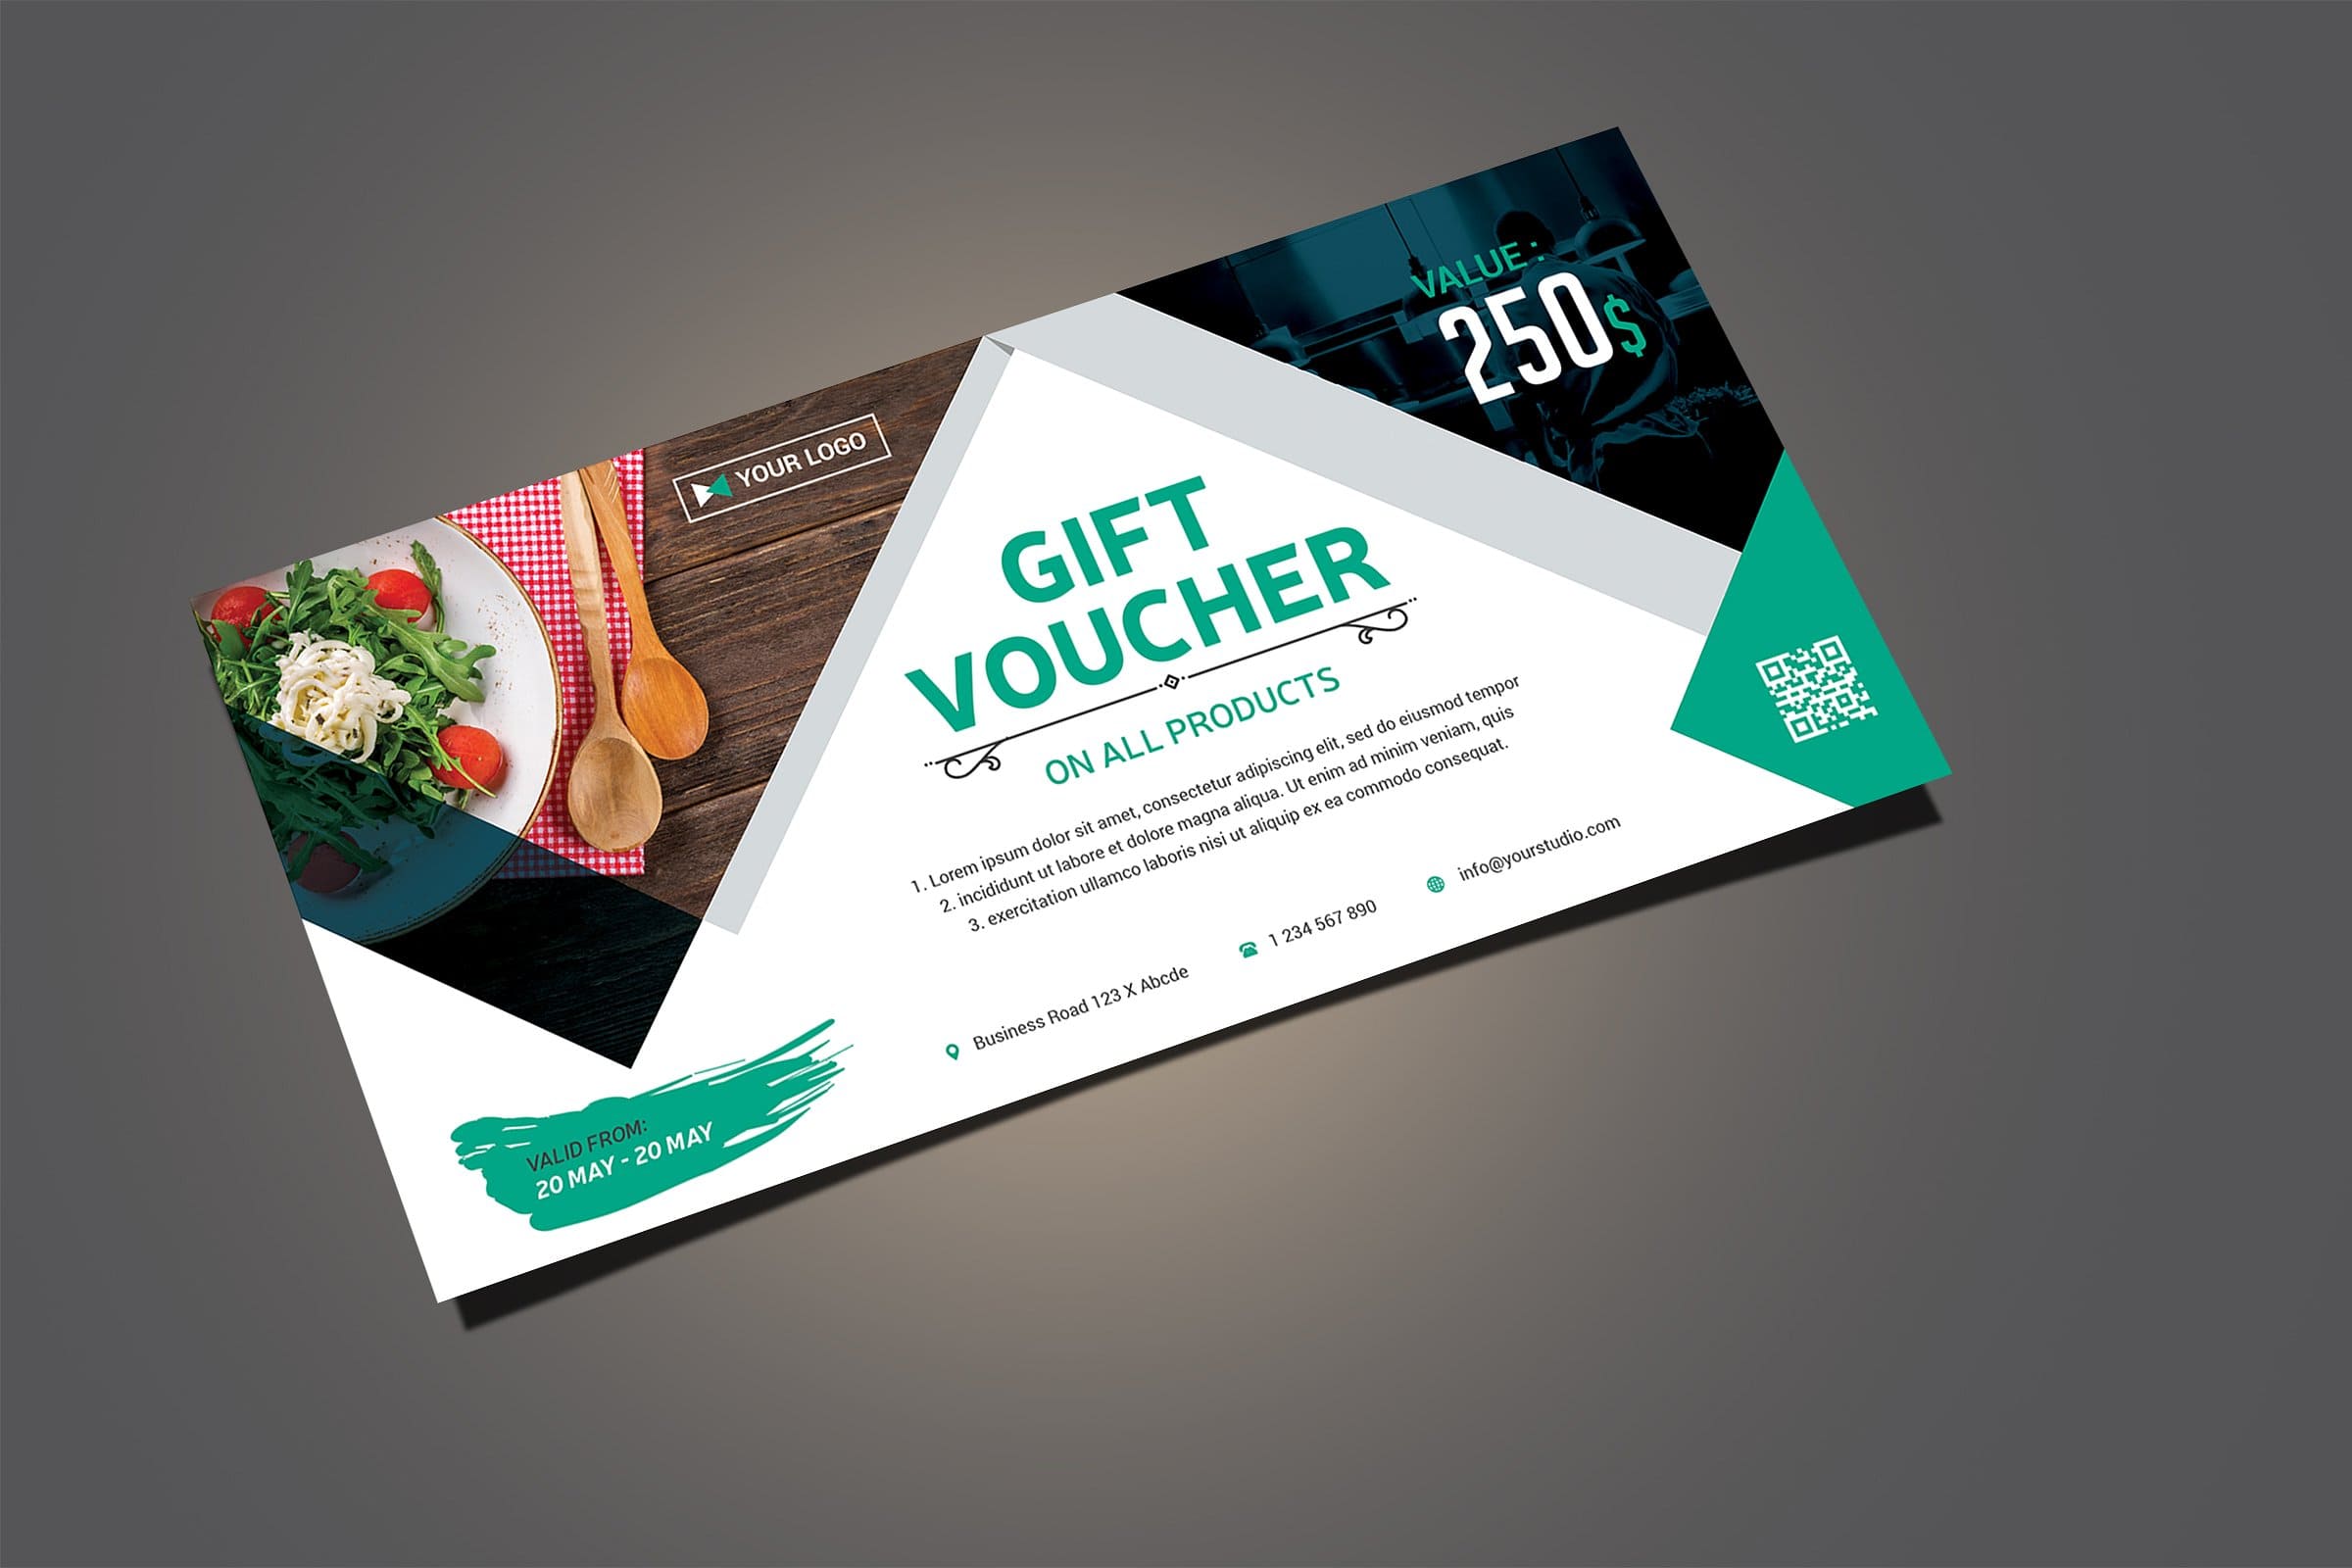 YOUR LOGO
VALUE :
250$
GIFT
VOUCHER
ON ALL PRODUCTS
1. Lorem ipsum dolor sit amet, consectetur adipiscing elit, sed do eiusmod tempor
2. incididunt ut labore et dolore magna aliqua. Ut enim ad minim veniam, quis
3. exercitation ullamco laboris nisi ut aliquip ex ea commodo consequat.
Business Road 123 X Abcde
1 234 567 890
info@yourstudio.com
VALID FROM:
20 MAY - 20 MAY